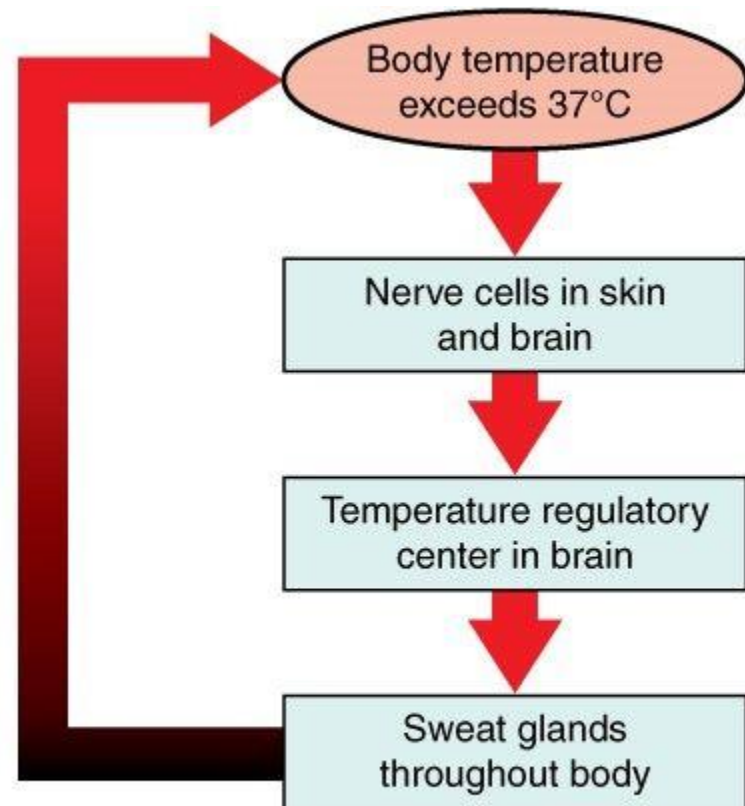 Body temperature
exceeds 37°C
Nerve cells in skin
and brain
Temperature regulatory
center in brain
Sweat glands
throughout body